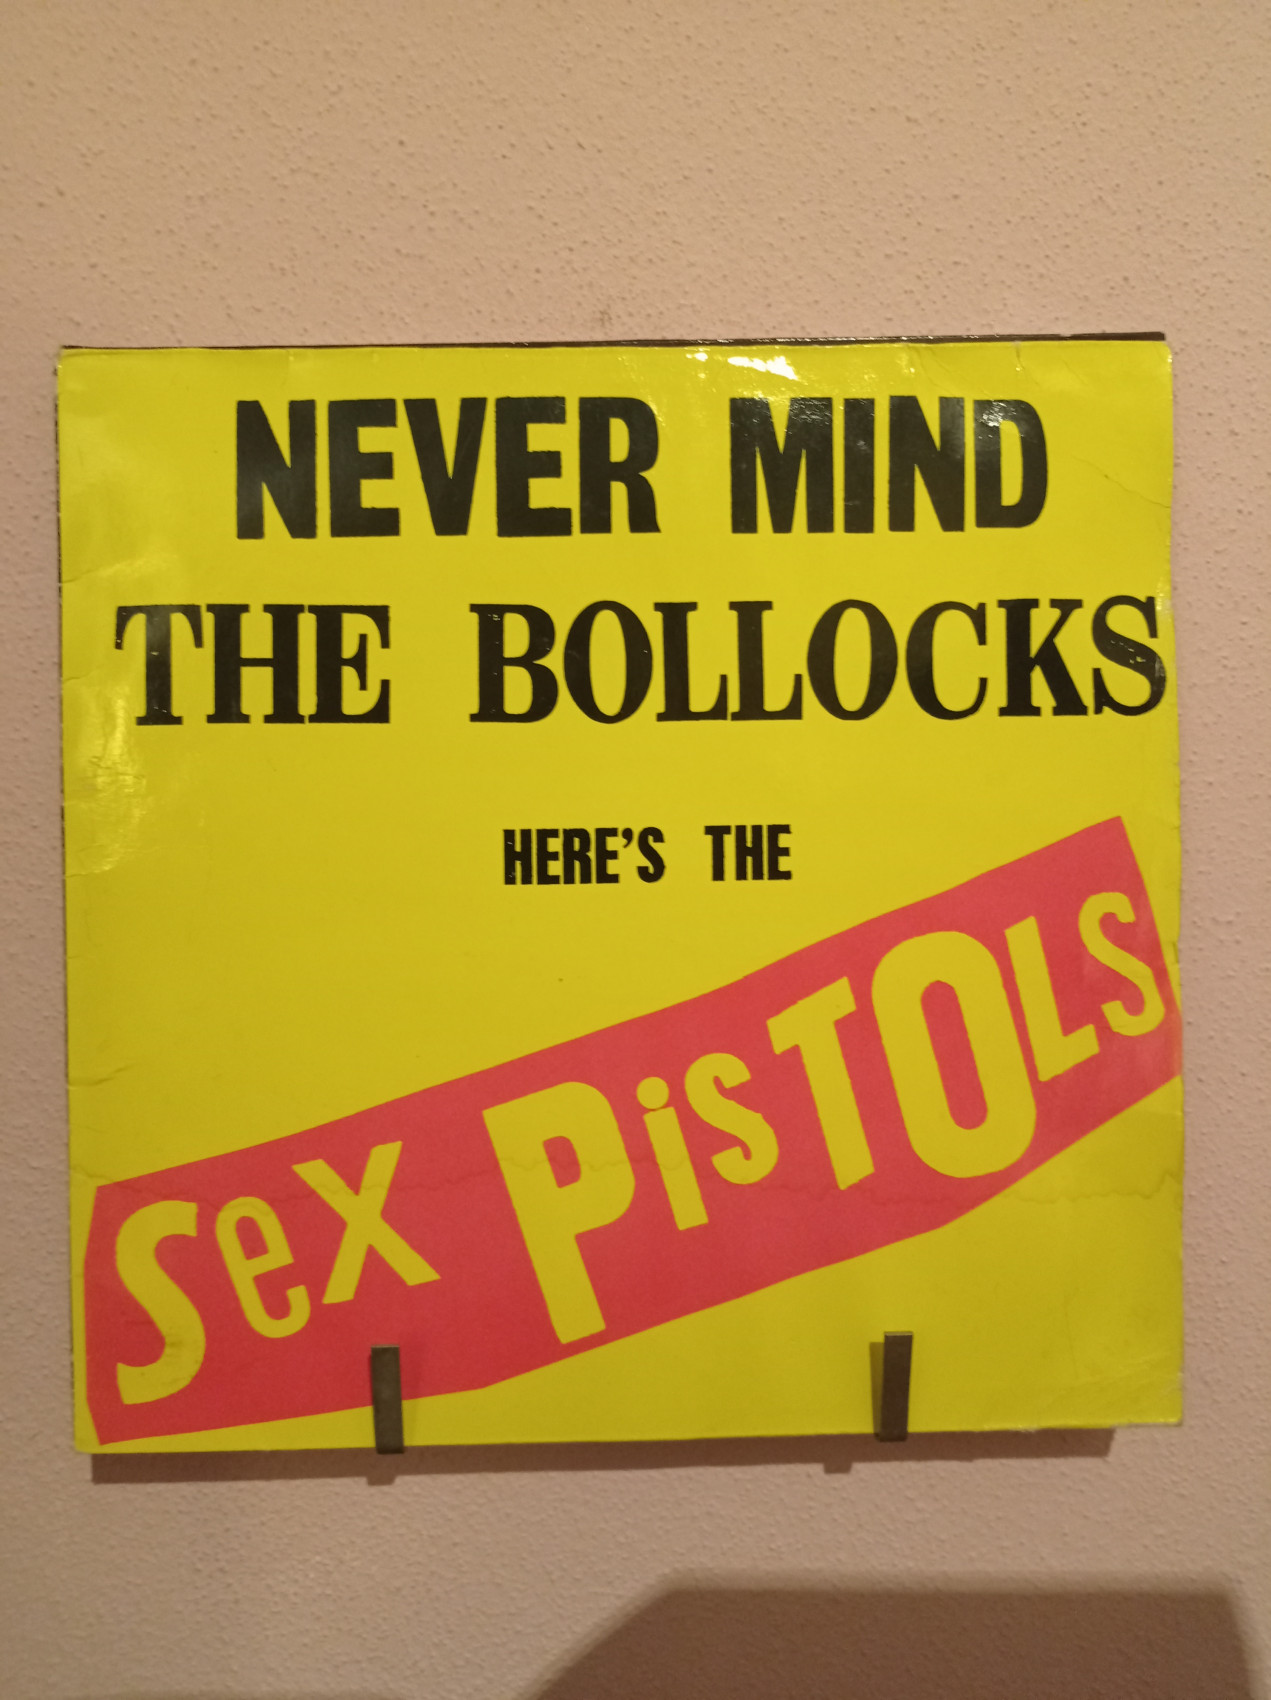 NEVER MIND
THE BOLLOCKS
HERE'S THE
Sex PiSTOLS